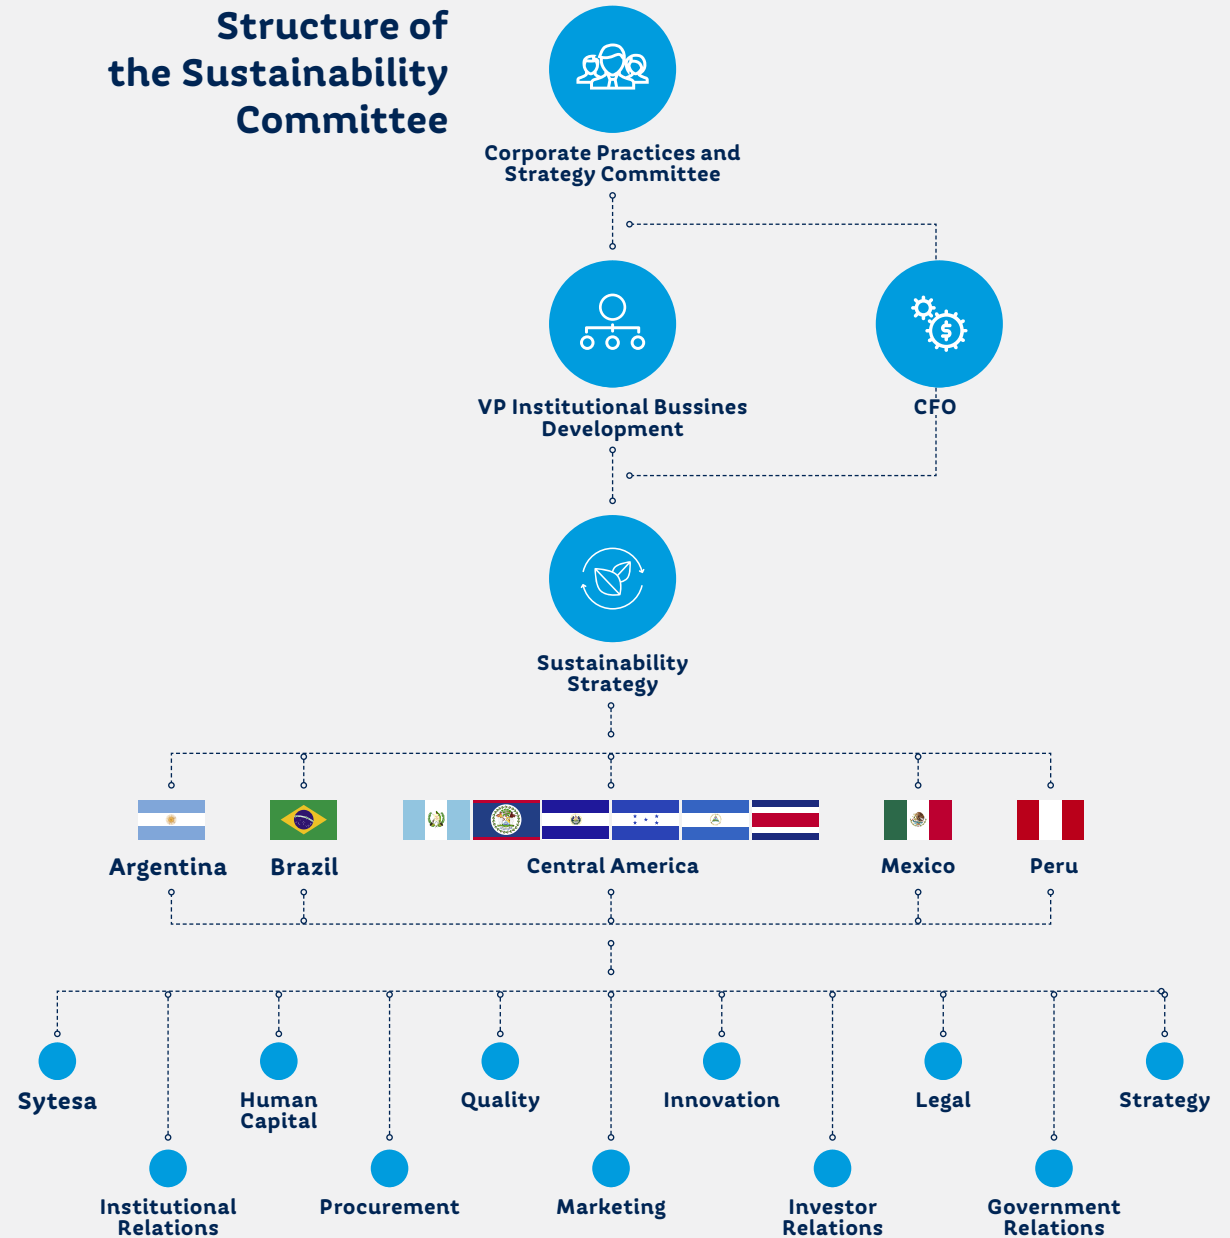 Structure of
the Sustainability
Committee
Corporate Practices and
Strategy Committee
VP Institutional Bussines
Development
CFO
Sustainability
Strategy
Argentina
Brazil
Central America
Mexico
Peru
Sytesa
Human
Capital
Quality
Innovation
Legal
Strategy
Institutional
Relations
Procurement
Marketing
Investor
Relations
Government
Relations